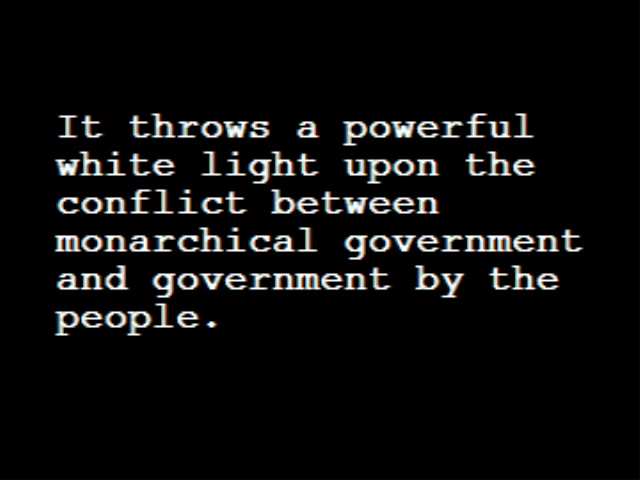 It throws a powerful
white light upon the
conflict between
monarchical government
and government by the
people.